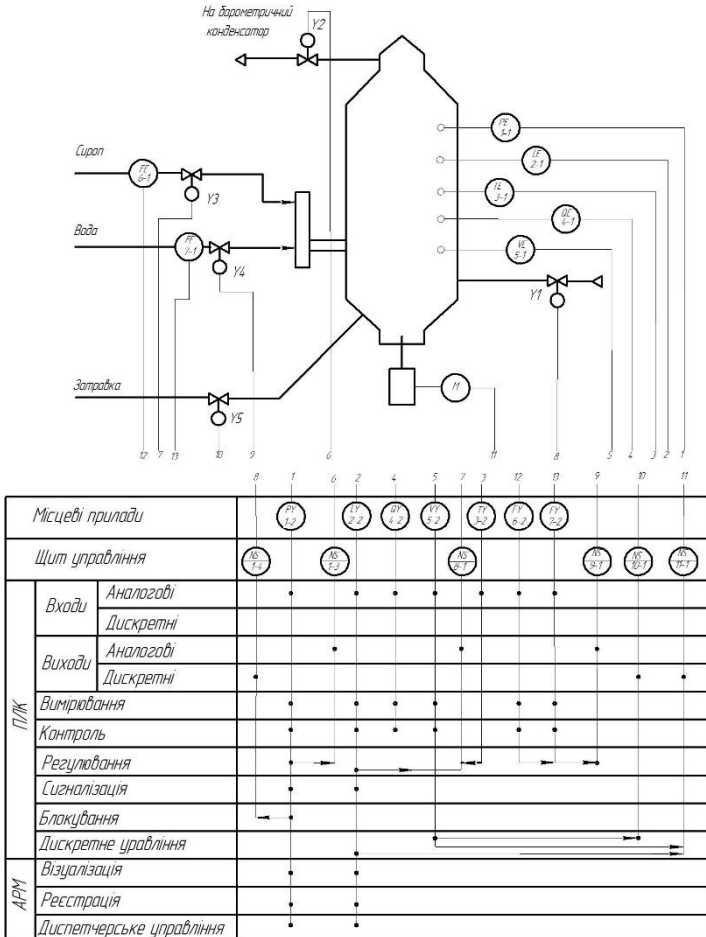 На барометричний
конденсатор
Y2
PE
1-1
LE
2-1
Сироп
FE
6-1
TE
3-1
Y3
QE
4-1
Вода
FE
7-1
VE
5-1
Y4
Y1
Затравка
M
Y5
12 7 13 10 9 6 11 8 5 4 3 2 1
8 1 6 2 4 5 7 3 12 13 9 10 11
Місцеві прилади
PY
1-2
LY
2-2
QY
4-2
VY
5-2
TY
3-2
FY
6-2
FY
7-2
Щит управління
NS
1-4
NS
1-3
NS
8-1
NS
9-1
NS
10-1
NS
11-1
ПЛК
Входи
Аналогові
Дискретні
Виходи
Аналогові
Дискретні
Вимірювання
Контроль
Регулювання
Сигналізація
Блокування
Дискретне уравління
АРМ
Візуалізація
Реєстрація
Диспетчерське управління